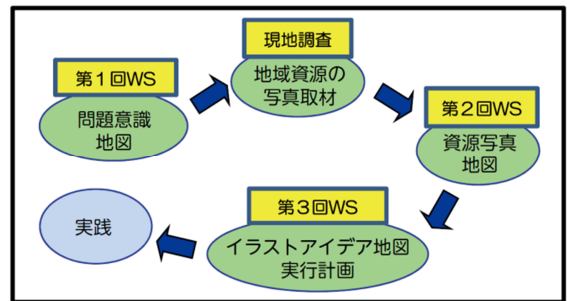 第1回WS
問題意識
地図
現地調査
地域資源の
写真取材
第2回WS
資源写真
地図
第3回WS
イラストアイデア地図
実行計画
実践